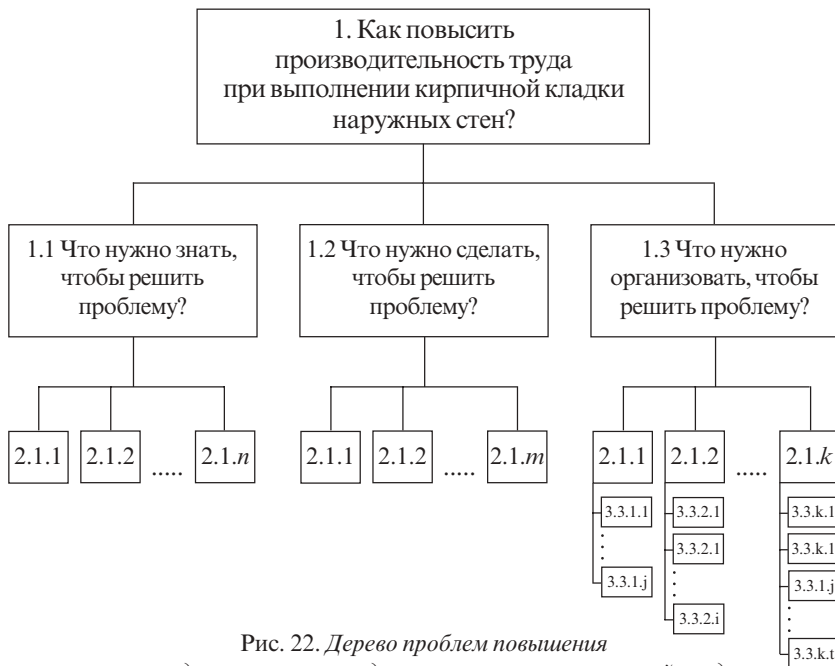 1. Как повысить
производительность труда
при выполнении кирпичной кладки
наружных стен?
1.1 Что нужно знать,
чтобы решить
проблему?
1.2 Что нужно сделать,
чтобы решить
проблему?
1.3 Что нужно
организовать, чтобы
решить проблему?
2.1.1 2.1.2 ..... 2.1.n
2.1.1 2.1.2 ..... 2.1.m
2.1.1 2.1.2 ..... 2.1.k
3.3.1.1
3.3.1.j
3.3.2.1
3.3.2.1
3.3.2.i
3.3.k.1
3.3.k.1
3.3.1.j
3.3.k.t
Рис. 22. Дерево проблем повышения